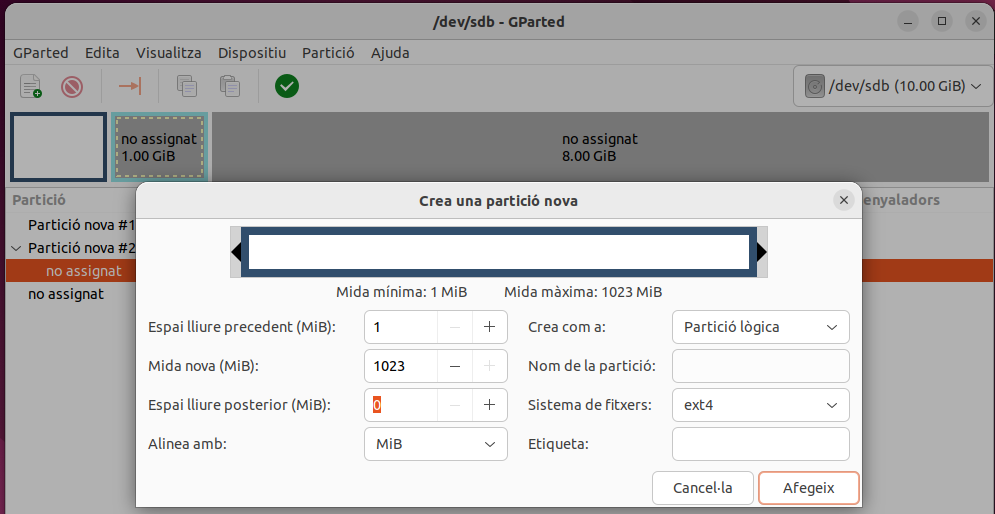 /dev/sdb - GParted
GParted Edita Visualitza Dispositiu Partició Ajuda
/dev/sdb (10.00 GiB)
no assignat
1.00 GiB
no assignat
8.00 GiB
Partició
enyaladors
Partició nova #1
Partició nova #2
no assignat
no assignat
Crea una partició nova
Mida mínima: 1 MiB Mida màxima: 1023 MiB
Espai lliure precedent (MiB): 1 Crea com a: Partició lògica
Mida nova (MiB): 1023 Nom de la partició:
Espai lliure posterior (MiB): 0 Sistema de fitxers: ext4
Alinea amb: MiB Etiqueta:
Cancel·la Afegeix